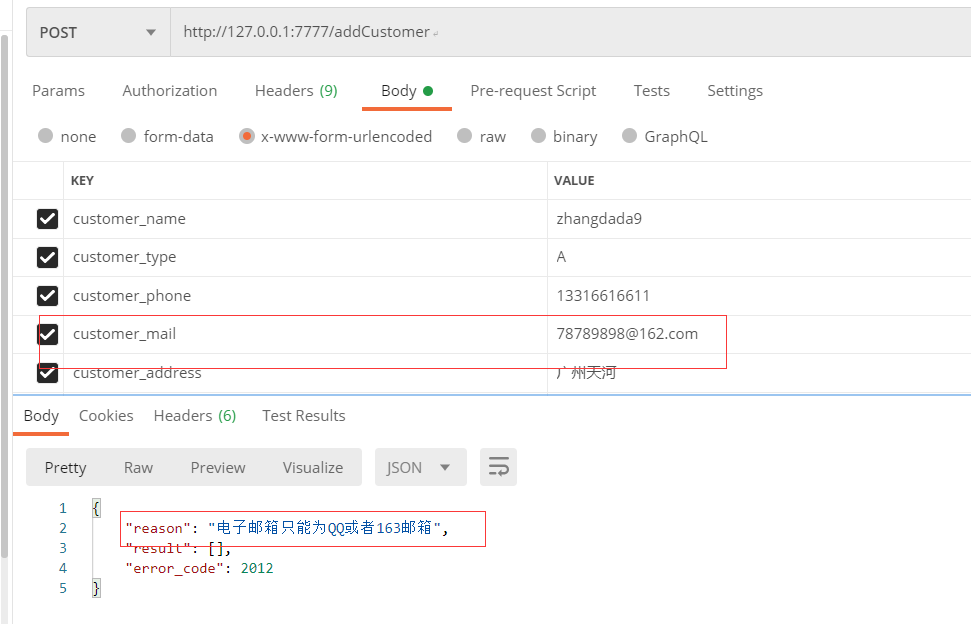 POST http://127.0.0.1:7777/addCustomer
Params Authorization Headers (9) Body Pre-request Script Tests Settings
none form-data x-www-form-urlencoded raw binary GraphQL
KEY VALUE
customer_name zhangdada9
customer_type A
customer_phone 13316616611
customer_mail 78789898@162.com
customer_address 广州天河
Body Cookies Headers (6) Test Results
Pretty Raw Preview Visualize JSON
1 {
2 "reason": "电子邮箱只能为QQ或者163邮箱",
3 "result": [],
4 "error_code": 2012
5 }